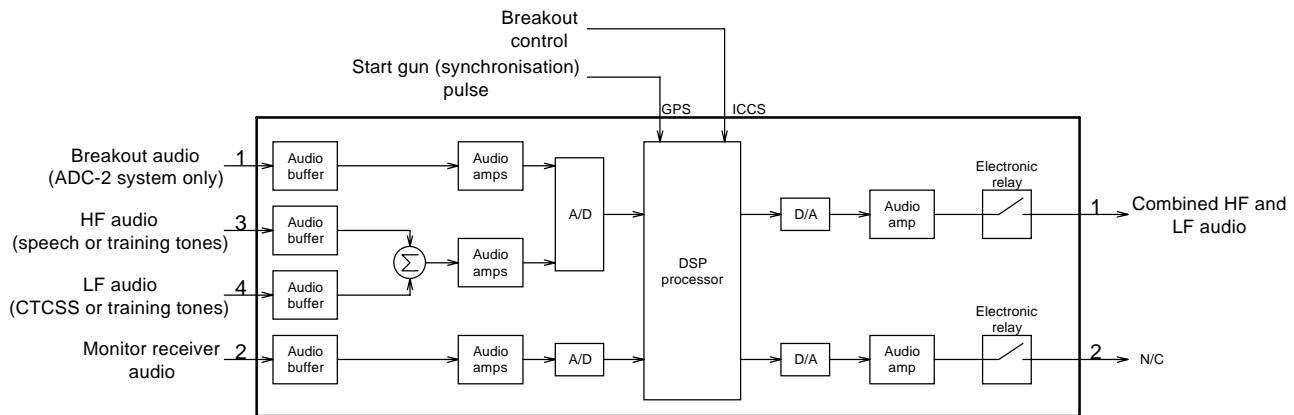 Breakout
control
Start gun (synchronisation)
pulse
GPS
ICCS
Breakout audio
(ADC-2 system only)
1
Audio
buffer
Audio
amps
A/D
HF audio
(speech or training tones)
3
Audio
buffer
Σ
Audio
amps
LF audio
(CTCSS or training tones)
4
Audio
buffer
Monitor receiver
audio
2
Audio
buffer
Audio
amps
A/D
DSP
processor
D/A
Audio
amp
Electronic
relay
1
Combined HF and
LF audio
D/A
Audio
amp
Electronic
relay
2
N/C